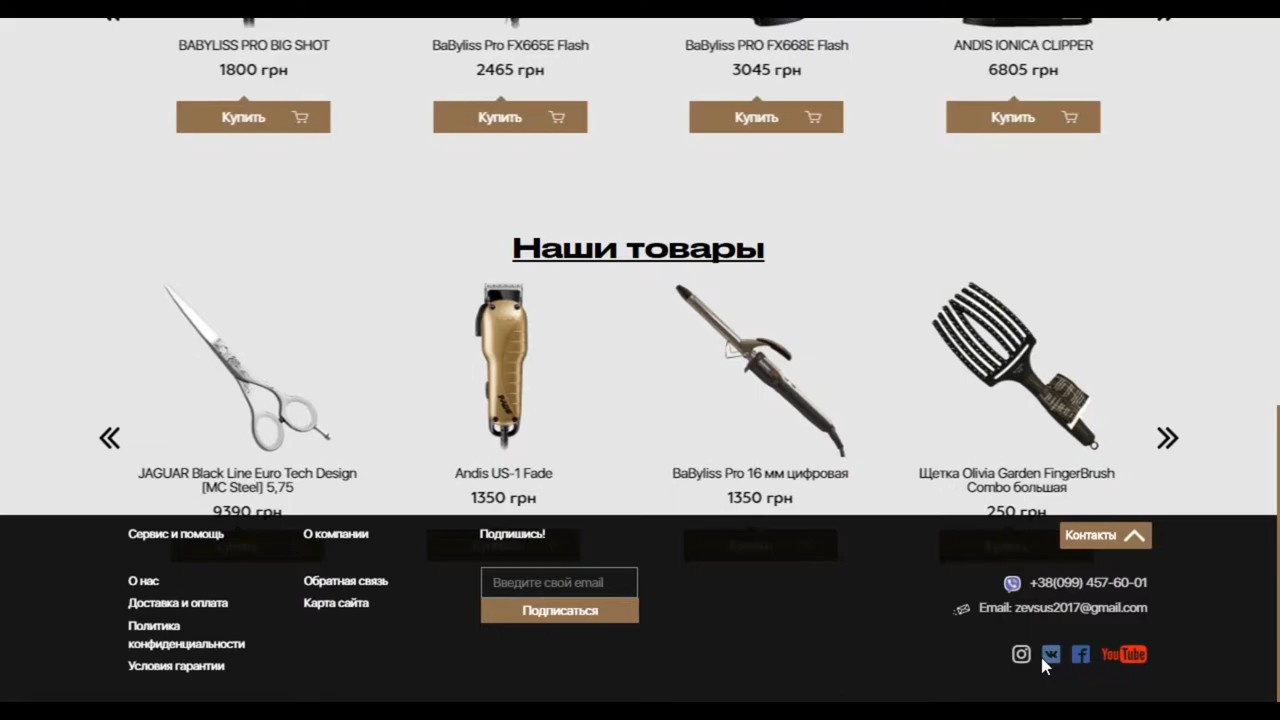 BABYLISS PRO BIG SHOT
BaByliss Pro FX665E Flash
BaByliss PRO FX668E Flash
ANDIS IONICA CLIPPER
1800 грн
2465 грн
3045 грн
6805 грн
Купить
Купить
Купить
Купить
Наши товары
JAGUAR Black Line Euro Tech Design
[MC Steel] 5,75
Andis US-1 Fade
BaByliss Pro 16 мм цифровая
Щетка Olivia Garden FingerBrush
Combo большая
9390 грн
1350 грн
1350 грн
250 грн
Сервис и помощь
О компании
Подпишись!
Контакты
О нас
Доставка и оплата
Политика
конфиденциальности
Условия гарантии
Обратная связь
Карта сайта
Введите свой email
Подписаться
+38(099) 457-60-01
Email: zevsus2017@gmail.com
YouTube